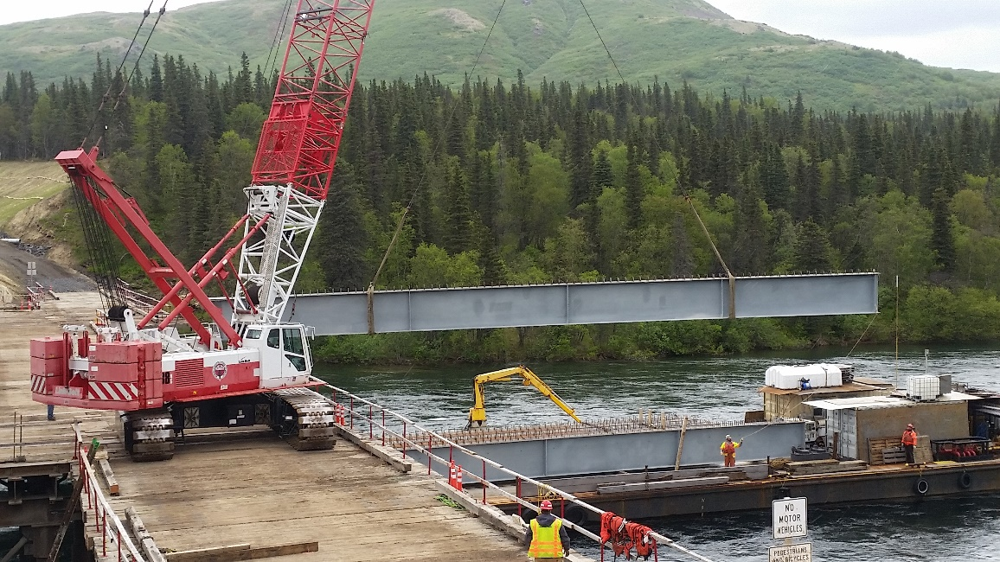 NO
MOTOR
VEHICLES
PEDESTRIANS
AND BICYCLES